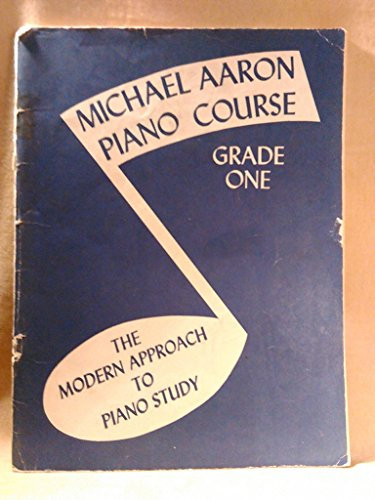 MICHAEL AARON
PIANO COURSE
GRADE
ONE
THE
MODERN APPROACH
TO
PIANO STUDY